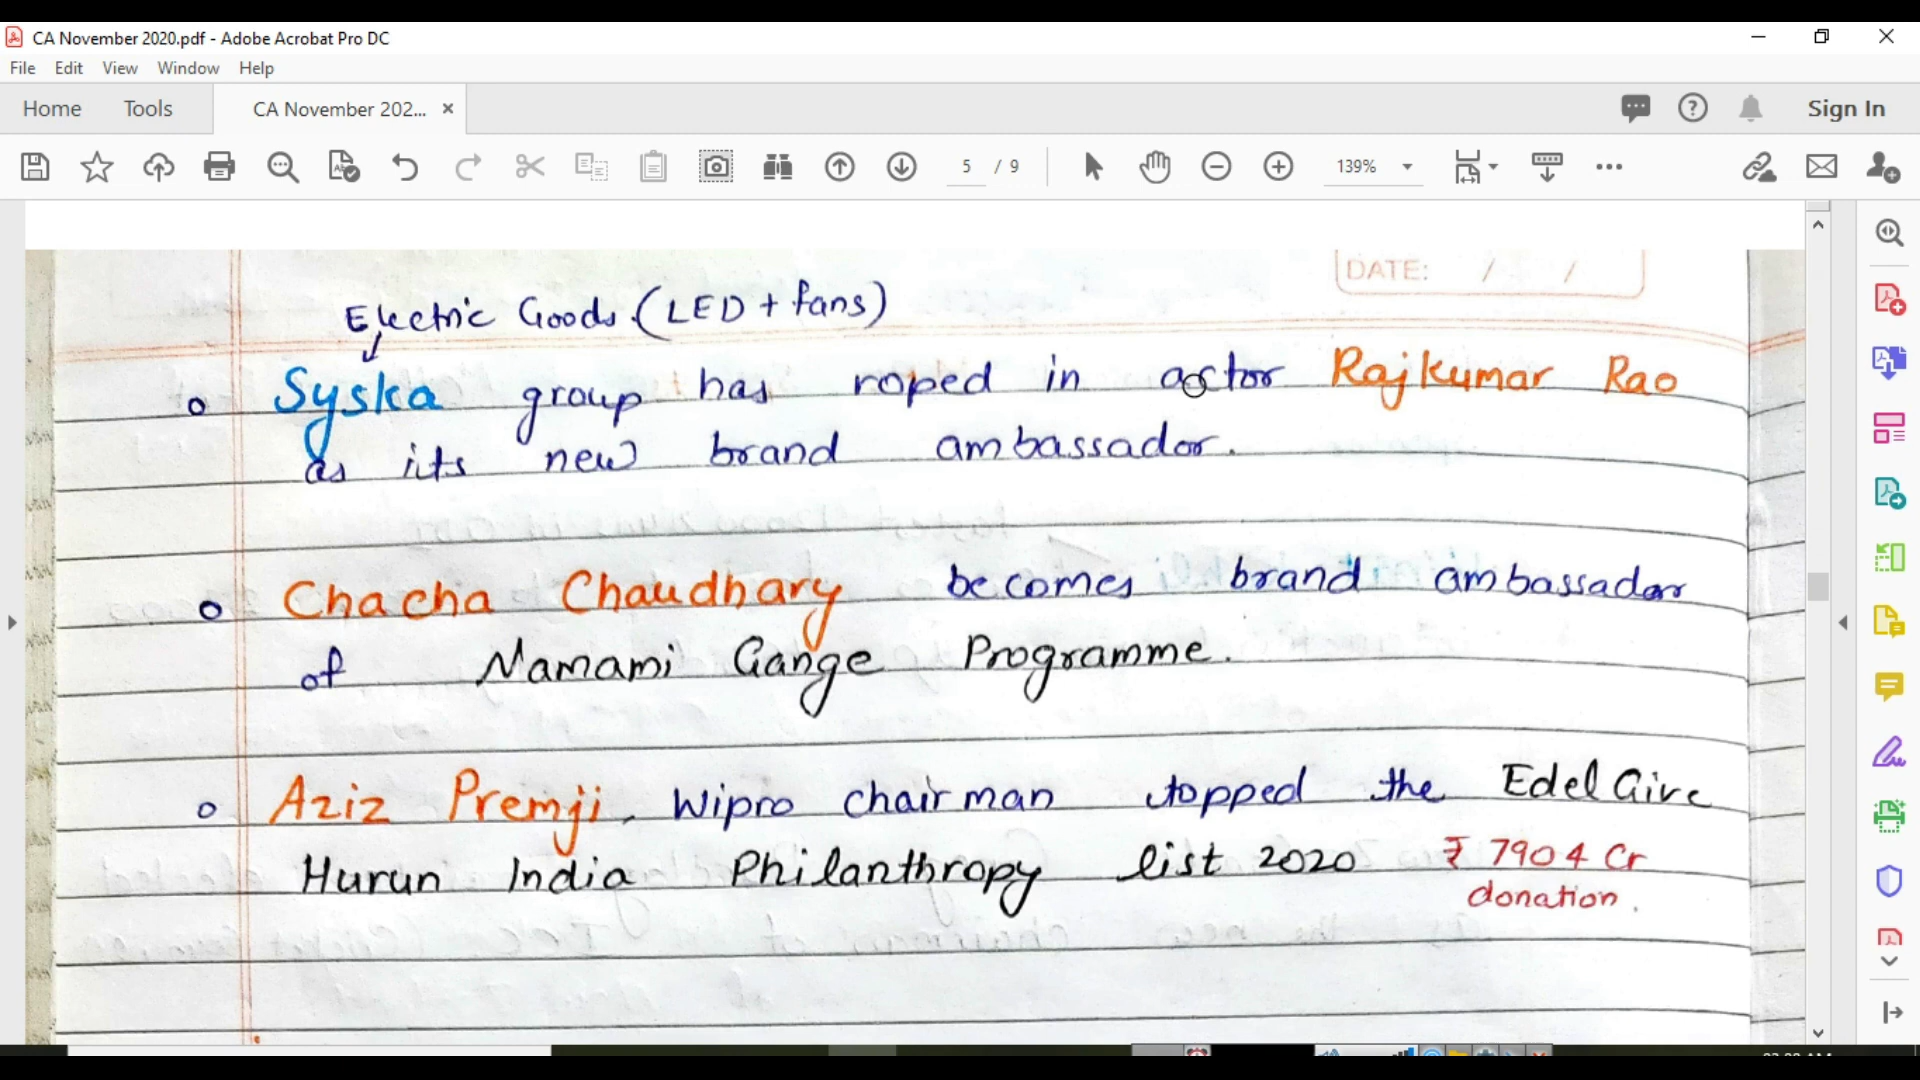 CA November 2020.pdf - Adobe Acrobat Pro DC
File Edit View Window Help
Home Tools CA November 202... × Sign In
5 / 9 139%
DATE: / /
Electric Goods (LED + fans)
Syska group has roped in actor Rajkumar Rao
as its new brand ambassador.
Chacha Chaudhary becomes brand ambassador
of Namami Gange Programme.
Aziz Premji, Wipro chairman topped the EdelGive
Hurun India Philanthropy list 2020 ₹ 7904 Cr
donation.